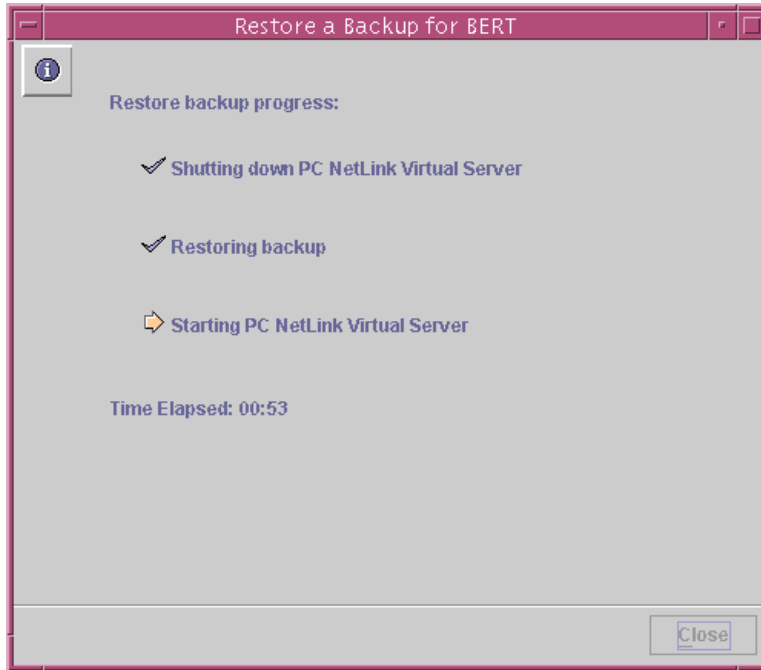 Restore a Backup for BERT
Restore backup progress:
Shutting down PC NetLink Virtual Server
Restoring backup
Starting PC NetLink Virtual Server
Time Elapsed: 00:53
Close